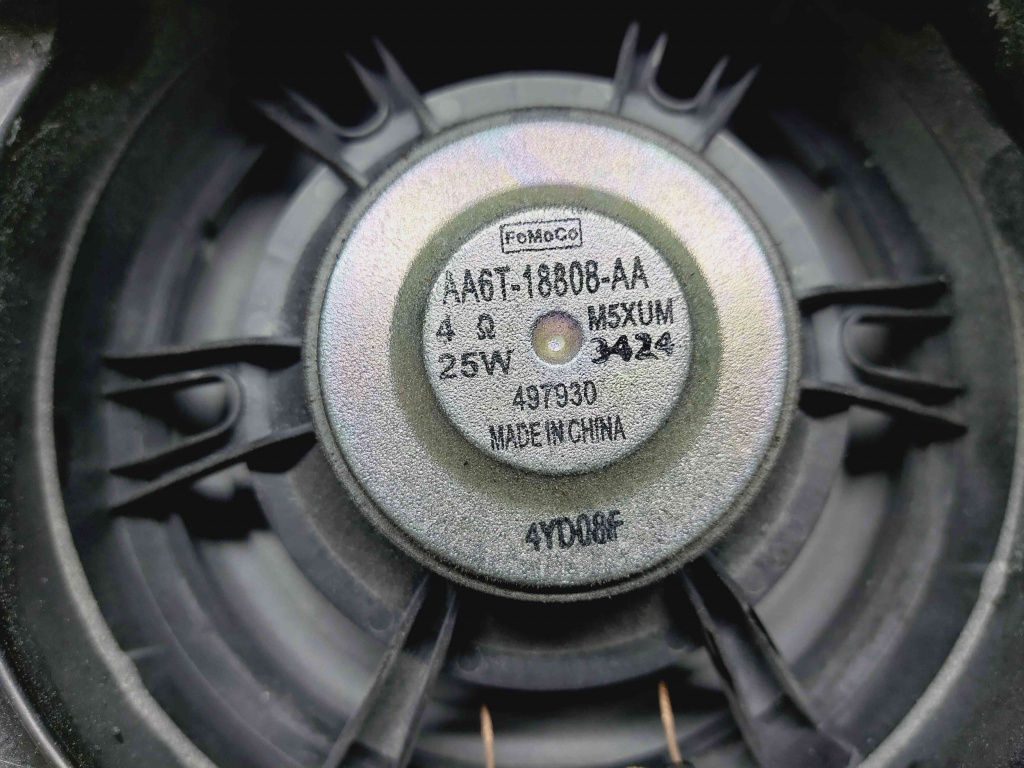 FoMoCo
AA6T-18808-AA
4 Ω M5XUM
25W 3424
497930
MADE IN CHINA
4YD08F